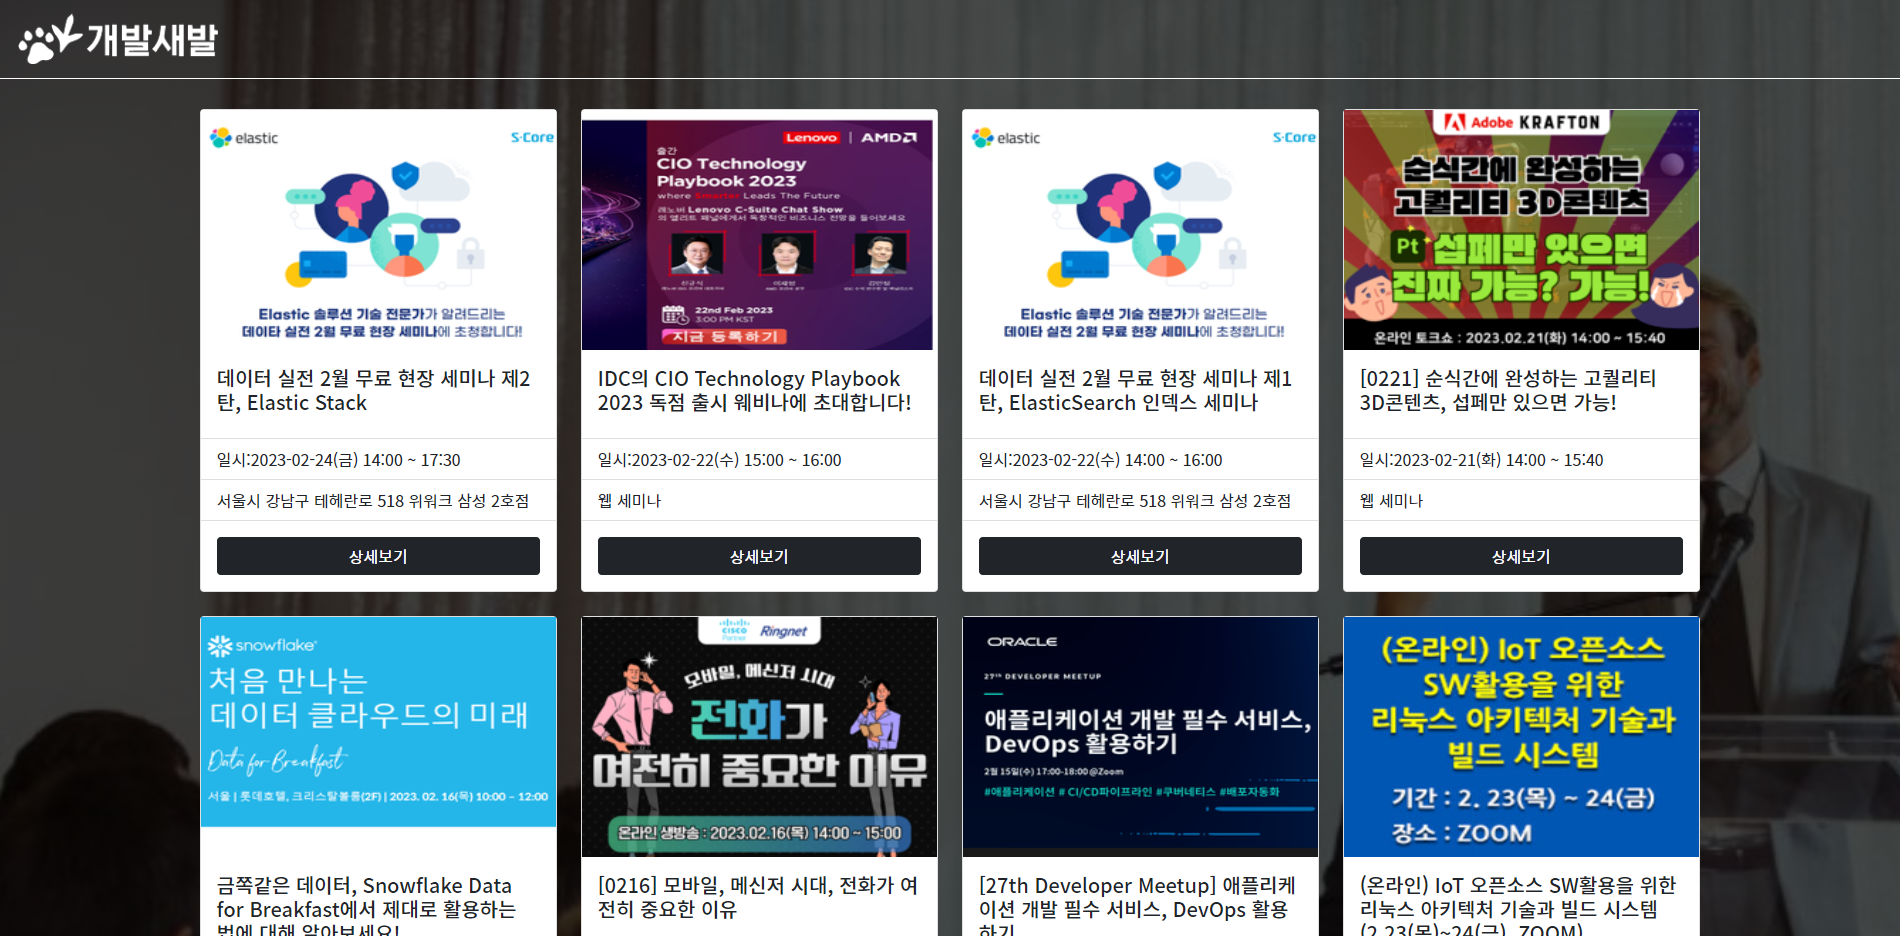 개발새발
elastic
S-Core
Elastic 솔루션 기술 전문가가 알려드리는
데이타 실전 2월 무료 현장 세미나에 초청합니다!
데이터 실전 2월 무료 현장 세미나 제2
탄, Elastic Stack
일시:2023-02-24(금) 14:00 ~ 17:30
서울시 강남구 테헤란로 518 위워크 삼성 2호점
상세보기
Lenovo | AMD
출간
CIO Technology
Playbook 2023
where Smarter Leads The Future
레노버 Lenovo C-Suite Chat Show
의 엘리트 패널에게서 독창적인 비즈니스 전망을 들어보세요
22nd Feb 2023
3:00 PM KST
지금 등록하기
IDC의 CIO Technology Playbook
2023 독점 출시 웨비나에 초대합니다!
일시:2023-02-22(수) 15:00 ~ 16:00
웹 세미나
상세보기
elastic
S-Core
Elastic 솔루션 기술 전문가가 알려드리는
데이타 실전 2월 무료 현장 세미나에 초청합니다!
데이터 실전 2월 무료 현장 세미나 제1
탄, ElasticSearch 인덱스 세미나
일시:2023-02-22(수) 14:00 ~ 16:00
서울시 강남구 테헤란로 518 위워크 삼성 2호점
상세보기
Adobe KRAFTON
순식간에 완성하는
고퀄리티 3D콘텐츠
Pt 섭페만 있으면
진짜 가능? 가능!
온라인 토크쇼 : 2023.02.21(화) 14:00 ~ 15:40
[0221] 순식간에 완성하는 고퀄리티
3D콘텐츠, 섭페만 있으면 가능!
일시:2023-02-21(화) 14:00 ~ 15:40
웹 세미나
상세보기
snowflake
처음 만나는
데이터 클라우드의 미래
Data for Breakfast
서울 | 롯데호텔, 크리스탈볼룸(2F) | 2023. 02. 16(목) 10:00 – 12:00
금쪽같은 데이터, Snowflake Data
for Breakfast에서 제대로 활용하는
법에 대해 알아보세요!
CISCO Partner
Ringnet
모바일, 메신저 시대
전화가
여전히 중요한 이유
온라인 생방송 : 2023.02.16(목) 14:00 ~ 15:00
[0216] 모바일, 메신저 시대, 전화가 여
전히 중요한 이유
ORACLE
27th DEVELOPER MEETUP
애플리케이션 개발 필수 서비스,
DevOps 활용하기
2월 15일(수) 17:00-18:00 @Zoom
#애플리케이션 # CI/CD파이프라인 #쿠버네티스 #배포자동화
[27th Developer Meetup] 애플리케
이션 개발 필수 서비스, DevOps 활용
하기
(온라인) IoT 오픈소스
SW활용을 위한
리눅스 아키텍처 기술과
빌드 시스템
기간 : 2. 23(목) ~ 24(금)
장소 : ZOOM
(온라인) IoT 오픈소스 SW활용을 위한
리눅스 아키텍처 기술과 빌드 시스템
(2.23(목)~24(금), ZOOM)